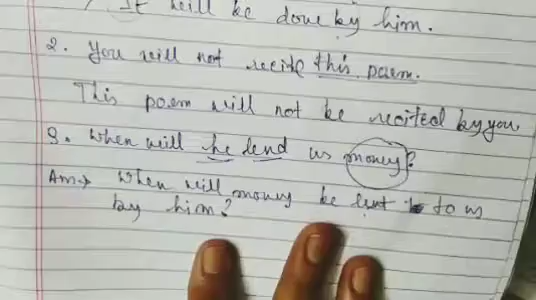 It will be done by him.
2. You will not recite this poem.
This poem will not be recited by you
3. When will he lend us money?
Ans→ When will money be lent to us
by him?